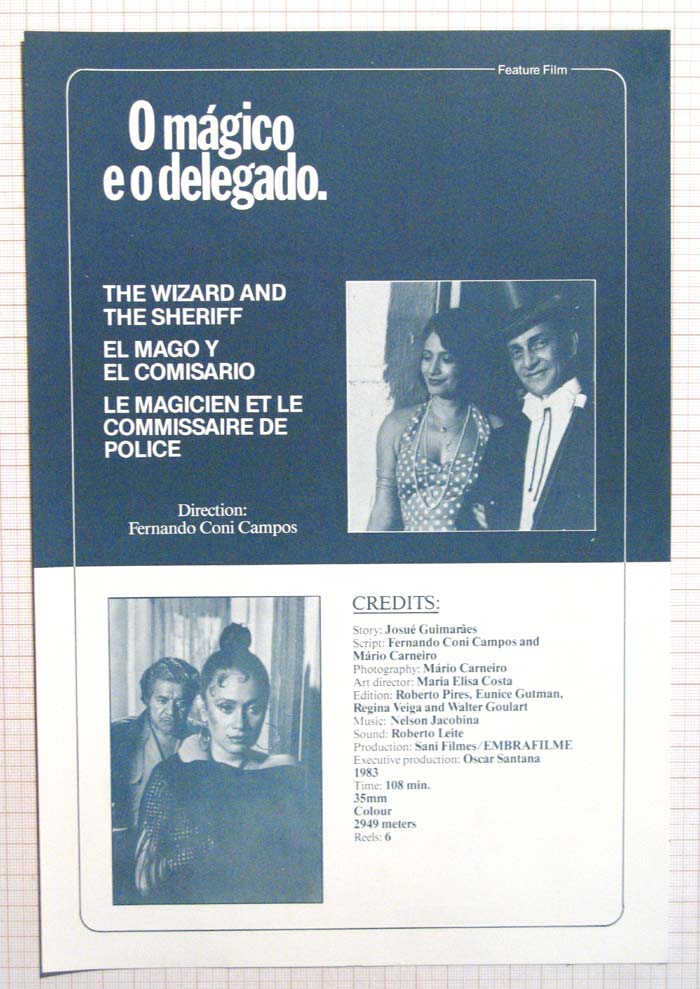 Feature Film
O mágico
e o delegado.
THE WIZARD AND
THE SHERIFF
EL MAGO Y
EL COMISARIO
LE MAGICIEN ET LE
COMMISSAIRE DE
POLICE
Direction:
Fernando Coni Campos
CREDITS:
Story: Josué Guimarães
Script: Fernando Coni Campos and
Mário Carneiro
Photography: Mário Carneiro
Art director: Maria Elisa Costa
Edition: Roberto Pires, Eunice Gutman,
Regina Veiga and Walter Goulart
Music: Nelson Jacobina
Sound: Roberto Leite
Production: Sani Filmes/EMBRAFILME
Executive production: Oscar Santana
1983
Time: 108 min.
35mm
Colour
2949 meters
Reels: 6